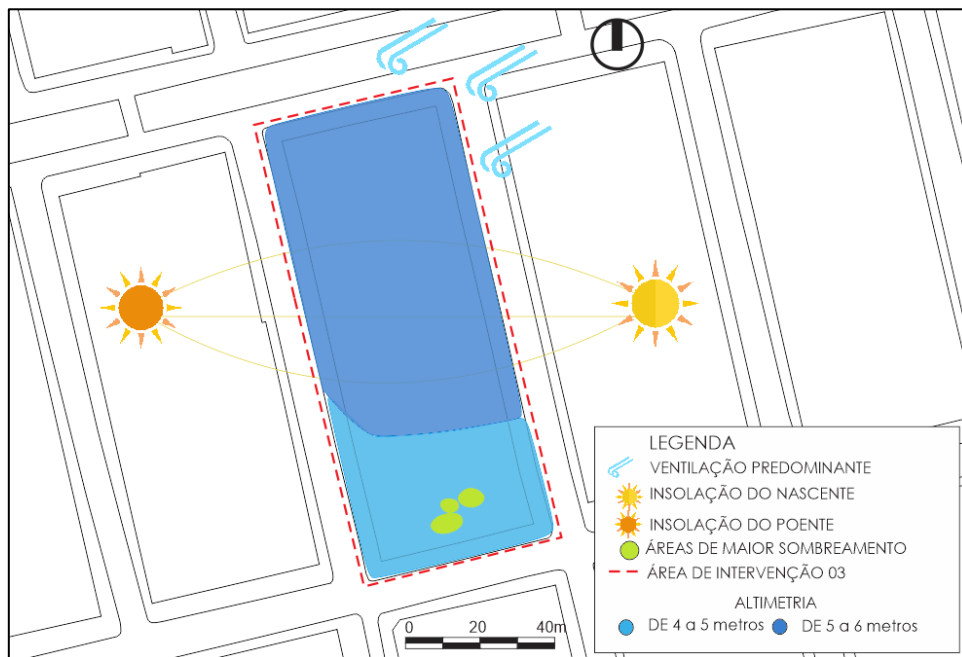 LEGENDA
VENTILAÇÃO PREDOMINANTE
INSOLAÇÃO DO NASCENTE
INSOLAÇÃO DO POENTE
ÁREAS DE MAIOR SOMBREAMENTO
ÁREA DE INTERVENÇÃO 03
ALTIMETRIA
DE 4 a 5 metros DE 5 a 6 metros
0 20 40m